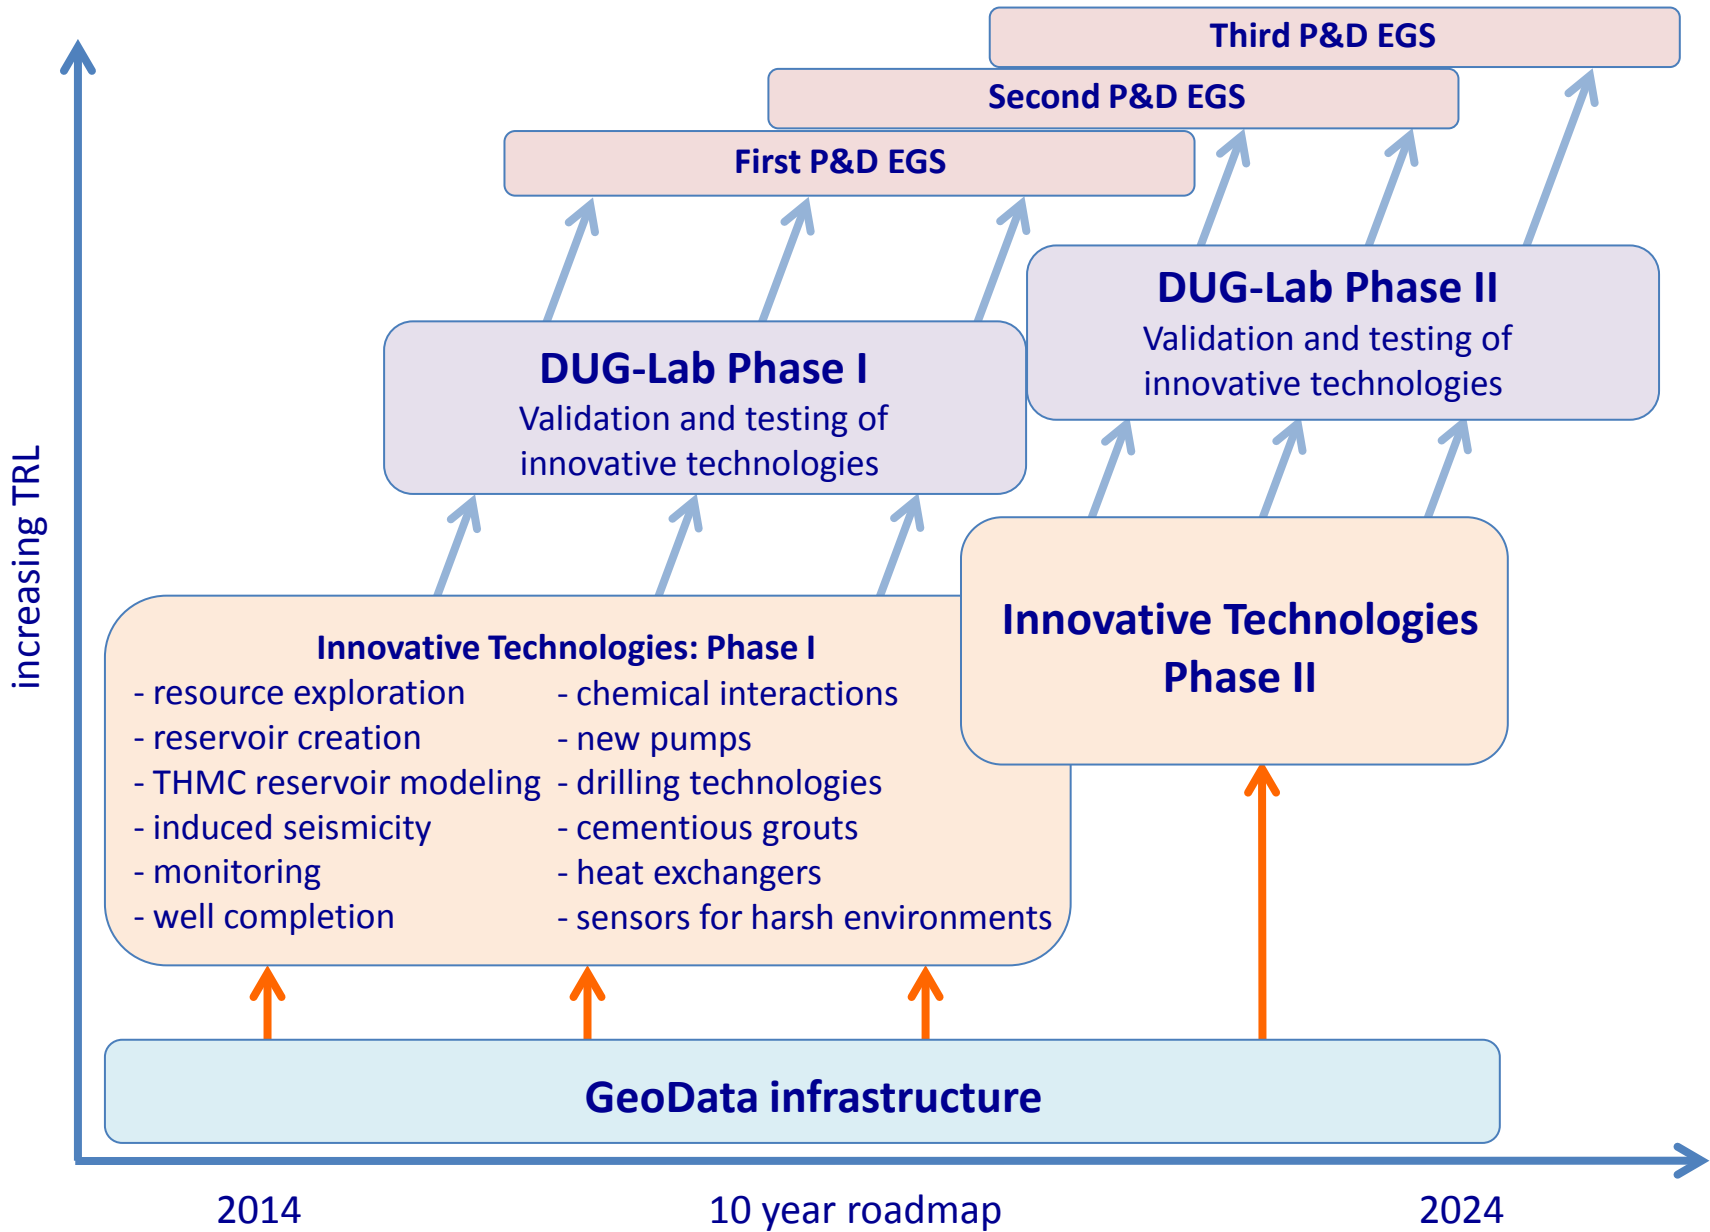 Third P&D EGS
Second P&D EGS
First P&D EGS
DUG-Lab Phase II
Validation and testing of
innovative technologies
DUG-Lab Phase I
Validation and testing of
innovative technologies
increasing TRL
Innovative Technologies
Phase II
Innovative Technologies: Phase I
- resource exploration
- reservoir creation
- THMC reservoir modeling
- induced seismicity
- monitoring
- well completion
- chemical interactions
- new pumps
- drilling technologies
- cementious grouts
- heat exchangers
- sensors for harsh environments
GeoData infrastructure
2014
10 year roadmap
2024